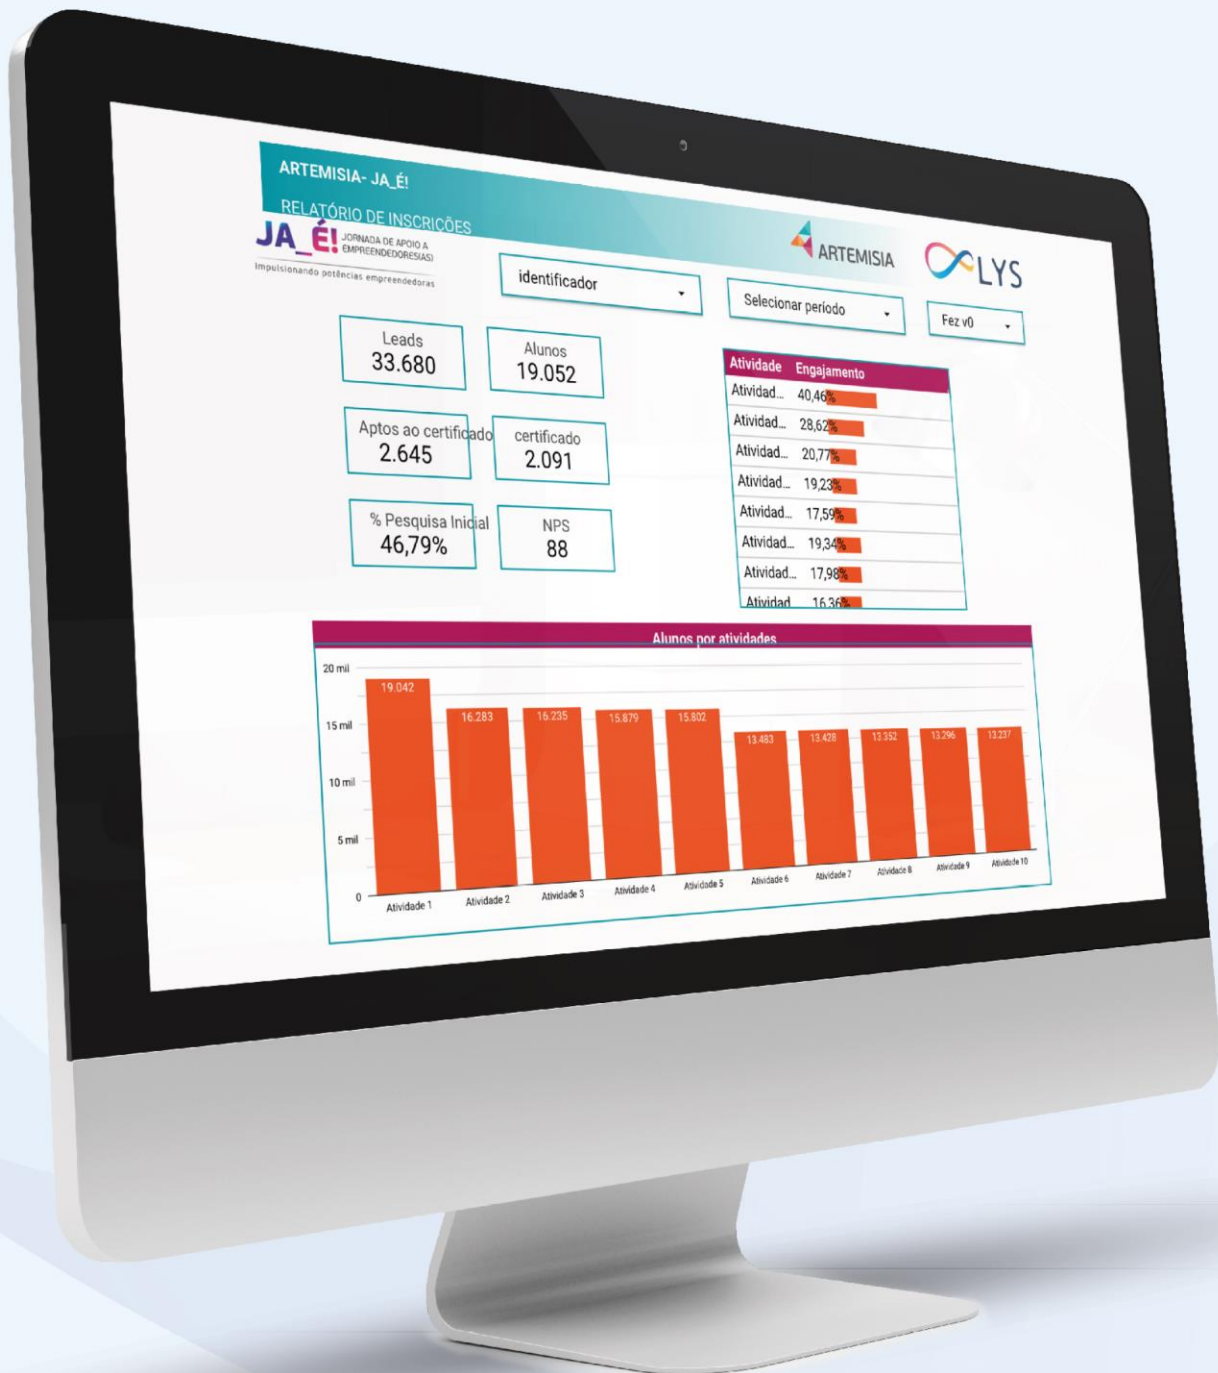 ARTEMISIA- JA_É!
RELATÓRIO DE INSCRIÇÕES
JA_É! JORNADA DE APOIO A
EMPREENDEDORES(AS)
Impulsionando potências empreendedoras
ARTEMISIA
LYS
identificador
Selecionar período
Fez v0
Leads
33.680
Alunos
19.052
Aptos ao certificado
2.645
certificado
2.091
% Pesquisa Inicial
46,79%
NPS
88
Atividade Engajamento
Atividad... 40,46%
Atividad... 28,62%
Atividad... 20,77%
Atividad... 19,23%
Atividad... 17,59%
Atividad... 19,34%
Atividad... 17,98%
Atividad 16,36%
Alunos por atividades
20 mil
15 mil
10 mil
5 mil
0
19.042
16.283
16.235
15.879
15.802
13.483
13.428
13.352
13.296
13.237
Atividade 1
Atividade 2
Atividade 3
Atividade 4
Atividade 5
Atividade 6
Atividade 7
Atividade 8
Atividade 9
Atividade 10